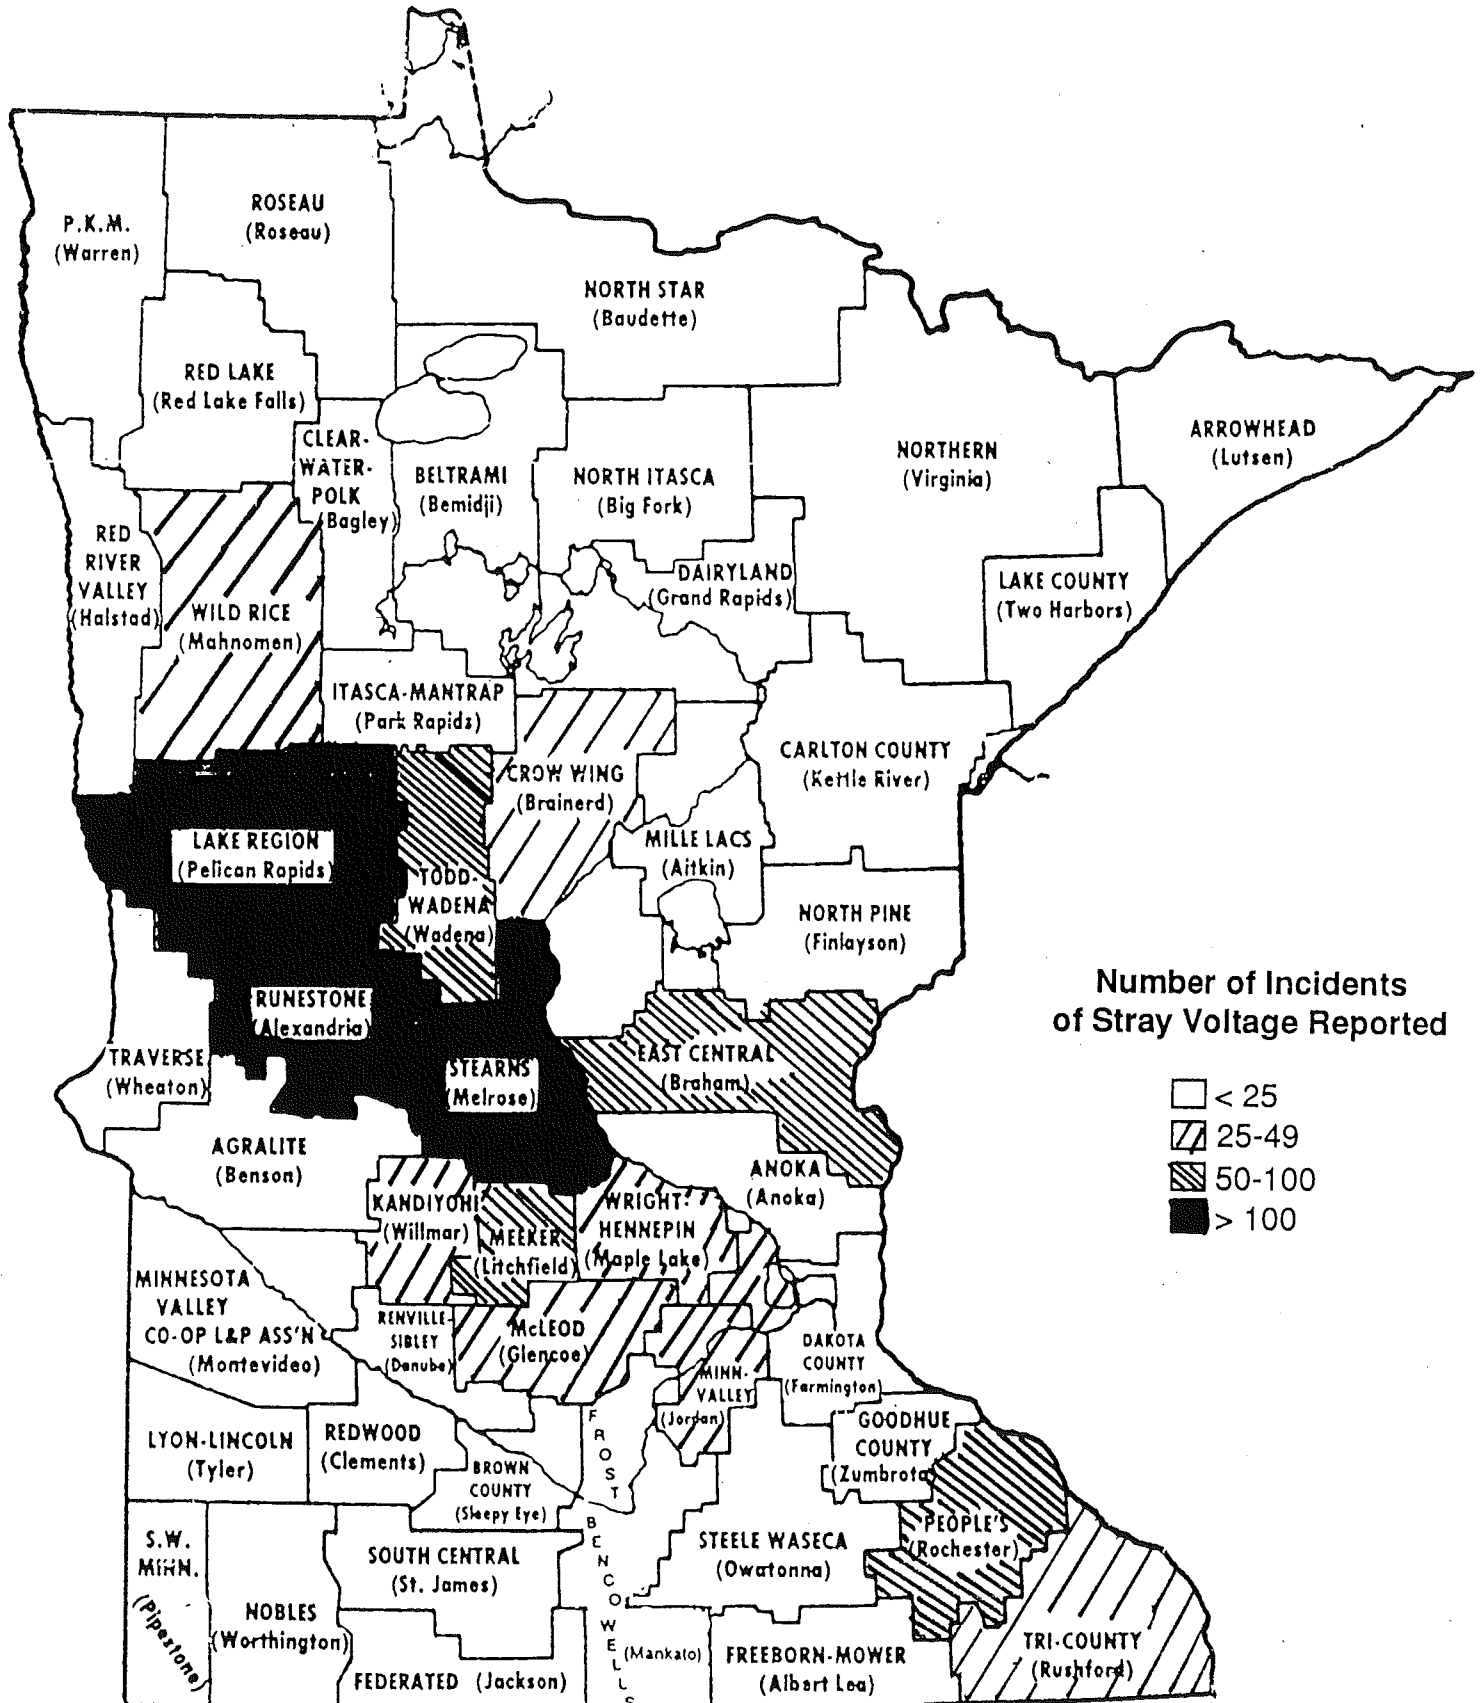 ROSEAU
(Roseau)
P.K.M.
(Warren)
NORTH STAR
(Baudette)
RED LAKE
(Red Lake Falls)
ARROWHEAD
(Lutsen)
CLEAR-
WATER-
POLK
(Bagley)
BELTRAMI
(Bemidji)
NORTH ITASCA
(Big Fork)
NORTHERN
(Virginia)
RED
RIVER
VALLEY
(Halstad)
WILD RICE
(Mahnomen)
DAIRYLAND
(Grand Rapids)
LAKE COUNTY
(Two Harbors)
ITASCA-MANTRAP
(Park Rapids)
CROW WING
(Brainerd)
CARLTON COUNTY
(Kettle River)
LAKE REGION
(Pelican Rapids)
MILLE LACS
(Aitkin)
TODD-
WADENA
(Wadena)
NORTH PINE
(Finlayson)
Number of Incidents
of Stray Voltage Reported
< 25
25-49
50-100
> 100
RUNESTONE
(Alexandria)
TRAVERSE
(Wheaton)
STEARNS
(Melrose)
EAST CENTRAL
(Braham)
AGRALITE
(Benson)
ANOKA
(Anoka)
KANDIYOHI
(Willmar)
MEEKER
(Litchfield)
WRIGHT-
HENNEPIN
(Maple Lake)
MINNESOTA
VALLEY
CO-OP L&P ASS'N
(Montevideo)
RENVILLE-
SIBLEY
(Danube)
McLEOD
(Glencoe)
DAKOTA
COUNTY
(Farmington)
MINN-
VALLEY
(Jordan)
LYON-LINCOLN
(Tyler)
REDWOOD
(Clements)
BROWN
COUNTY
(Sleepy Eye)
FROST
BENCO
WELLS
(Mankato)
GOODHUE
COUNTY
(Zumbrota)
PEOPLE'S
(Rochester)
STEELE WASECA
(Owatonna)
S.W.
MINN.
(Pipestone)
NOBLES
(Worthington)
SOUTH CENTRAL
(St. James)
FEDERATED (Jackson)
FREEBORN-MOWER
(Albert Lea)
TRI-COUNTY
(Rushford)